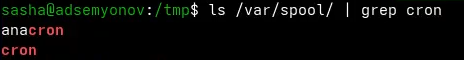 sasha@adsemyonov:/tmp$ ls /var/spool/ | grep cron
anacron
cron